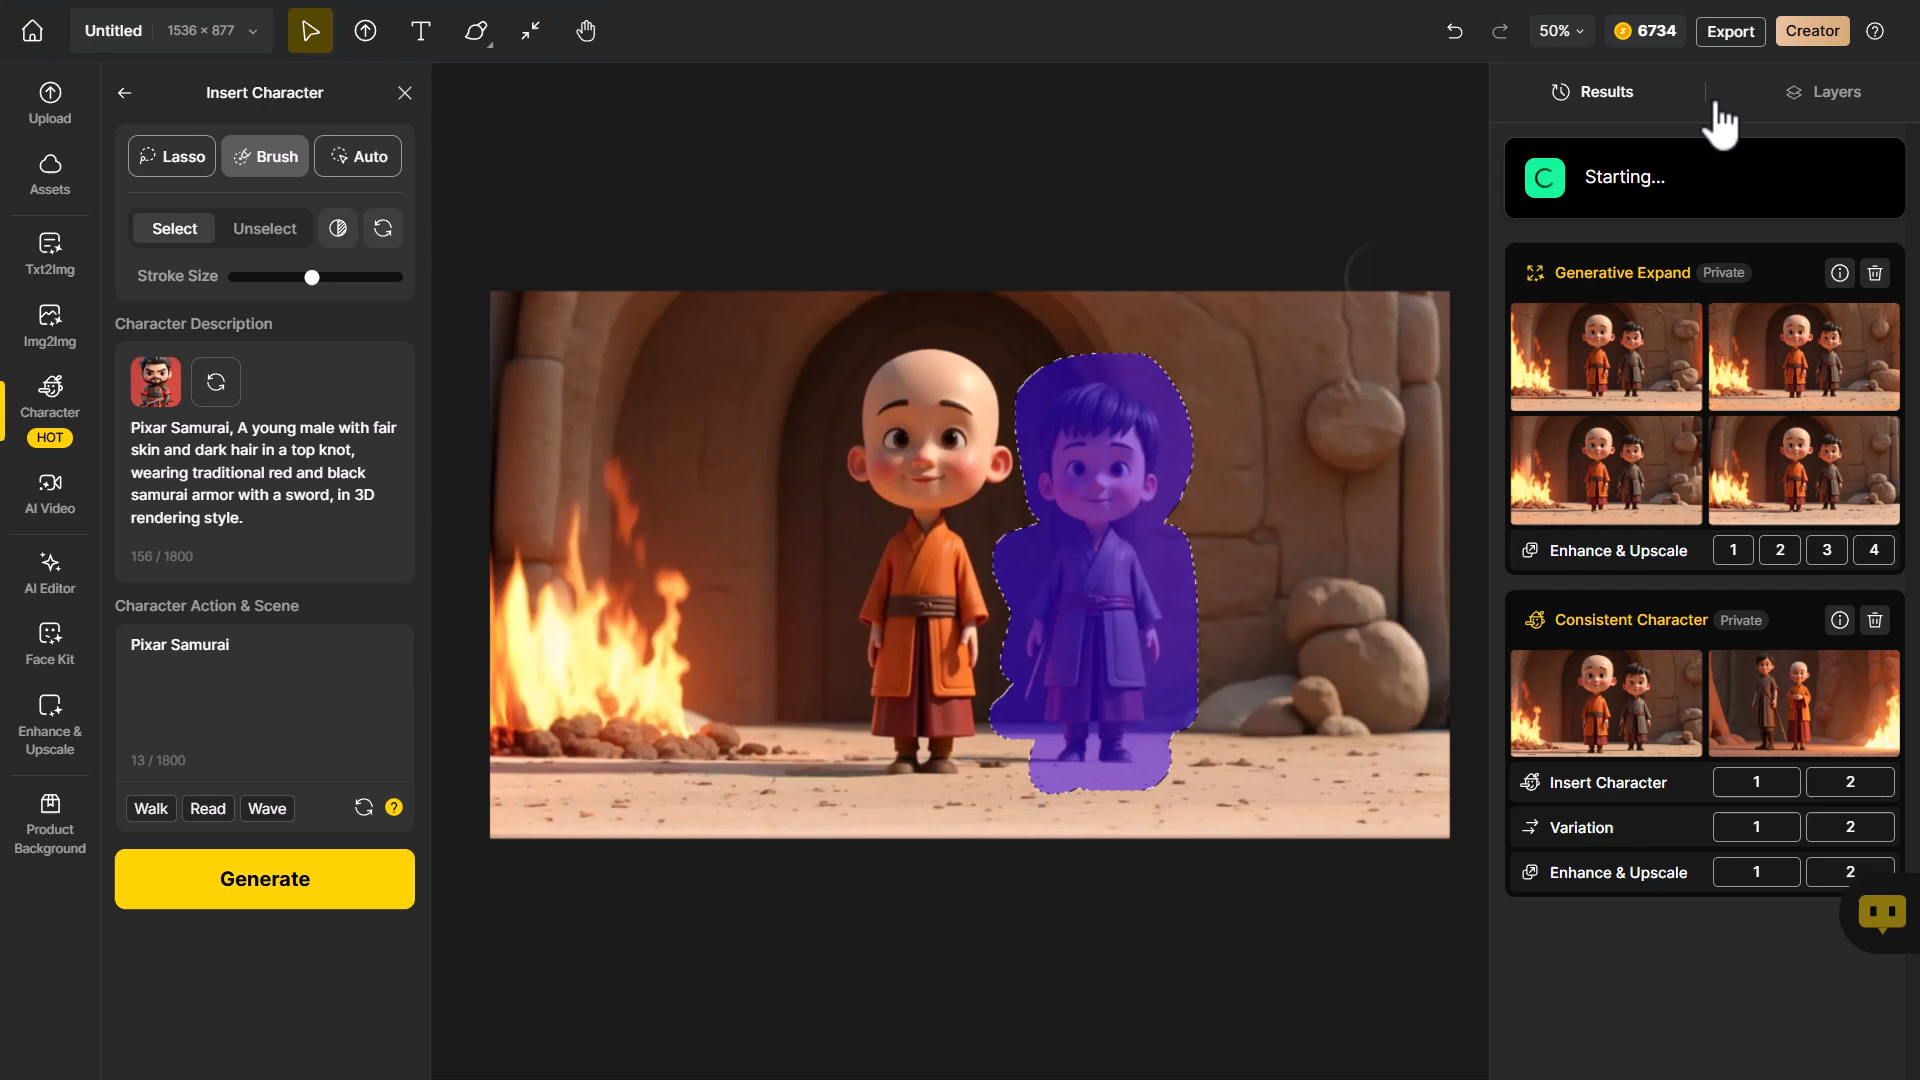 Untitled
1536 × 877
50%
6734
Export
Creator
Upload
Assets
Txt2Img
Img2Img
Character
HOT
AI Video
AI Editor
Face Kit
Enhance &
Upscale
Product
Background
Insert Character
Lasso
Brush
Auto
Select
Unselect
Stroke Size
Character Description
Pixar Samurai, A young male with fair
skin and dark hair in a top knot,
wearing traditional red and black
samurai armor with a sword, in 3D
rendering style.
156 / 1800
Character Action & Scene
Pixar Samurai
13 / 1800
Walk
Read
Wave
?
Generate
Results
Layers
Starting...
Generative Expand
Private
Enhance & Upscale
1
2
3
4
Consistent Character
Private
Insert Character
1
2
Variation
1
2
Enhance & Upscale
1
2